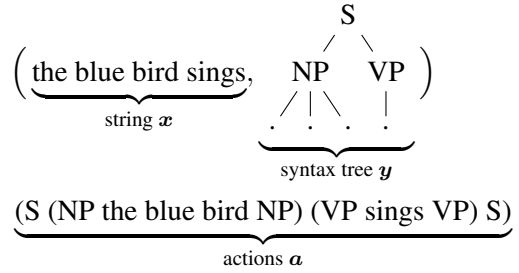 S
( the blue bird sings, NP VP )
string x
. . . .
syntax tree y
(S (NP the blue bird NP) (VP sings VP) S)
actions a